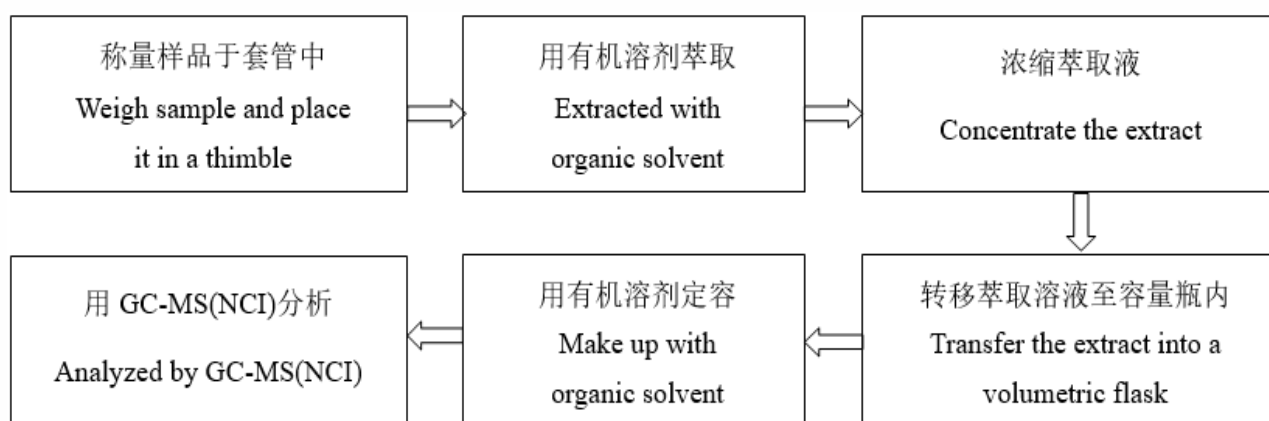 称量样品于套管中
Weigh sample and place
it in a thimble
用有机溶剂萃取
Extracted with
organic solvent
浓缩萃取液
Concentrate the extract
转移萃取溶液至容量瓶内
Transfer the extract into a
volumetric flask
用有机溶剂定容
Make up with
organic solvent
用 GC-MS(NCI)分析
Analyzed by GC-MS(NCI)